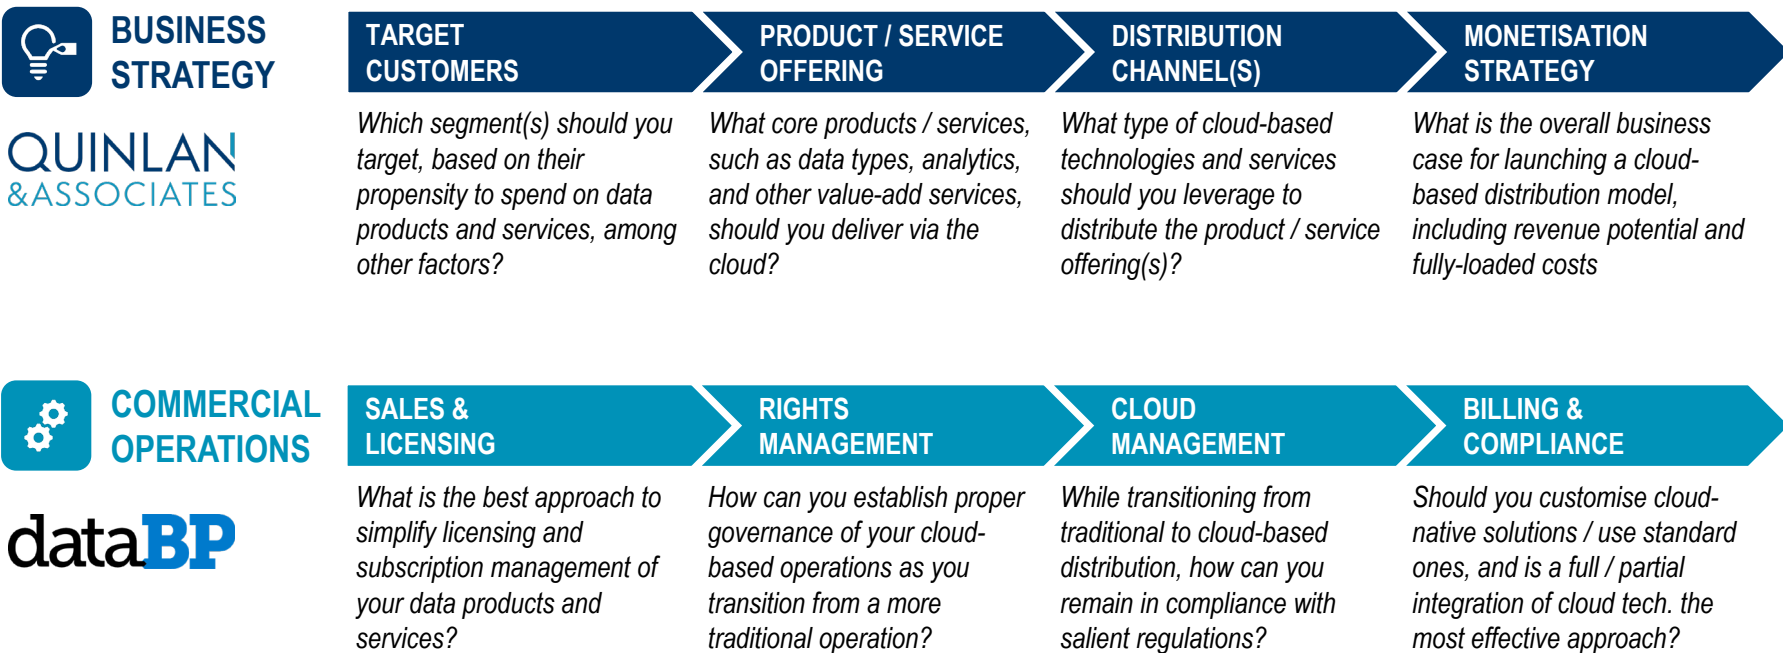 BUSINESS
STRATEGY
QUINLAN
&ASSOCIATES
TARGET
CUSTOMERS
Which segment(s) should you
target, based on their
propensity to spend on data
products and services, among
other factors?
PRODUCT / SERVICE
OFFERING
What core products / services,
such as data types, analytics,
and other value-add services,
should you deliver via the
cloud?
DISTRIBUTION
CHANNEL(S)
What type of cloud-based
technologies and services
should you leverage to
distribute the product / service
offering(s)?
MONETISATION
STRATEGY
What is the overall business
case for launching a cloud-
based distribution model,
including revenue potential and
fully-loaded costs
COMMERCIAL
OPERATIONS
dataBP
SALES &
LICENSING
What is the best approach to
simplify licensing and
subscription management of
your data products and
services?
RIGHTS
MANAGEMENT
How can you establish proper
governance of your cloud-
based operations as you
transition from a more
traditional operation?
CLOUD
MANAGEMENT
While transitioning from
traditional to cloud-based
distribution, how can you
remain in compliance with
salient regulations?
BILLING &
COMPLIANCE
Should you customise cloud-
native solutions / use standard
ones, and is a full / partial
integration of cloud tech. the
most effective approach?